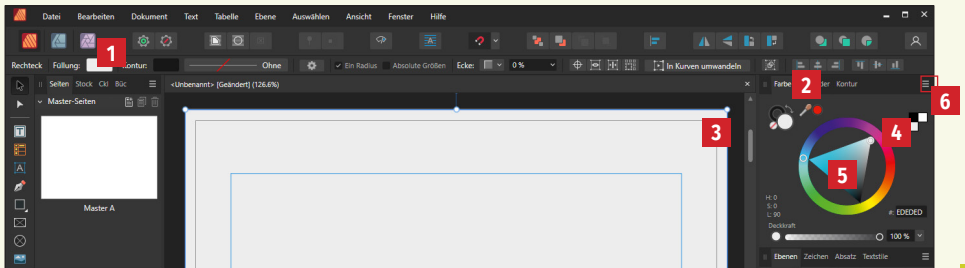 Datei Bearbeiten Dokument Text Tabelle Ebene Auswählen Ansicht Fenster Hilfe
1
Rechteck Füllung: Kontur: Ohne Ein Radius Absolute Größen Ecke: 0 % In Kurven umwandeln
Seiten Stock Ckl Büc <Unbenannt> [Geändert] (126.6%) × Farbe Kontur
2
6
Master-Seiten
3
4
5
Master A
H: 0
S: 0
L: 90
#: EDEDED
Deckkraft
100 %
Ebenen Zeichen Absatz Textstile